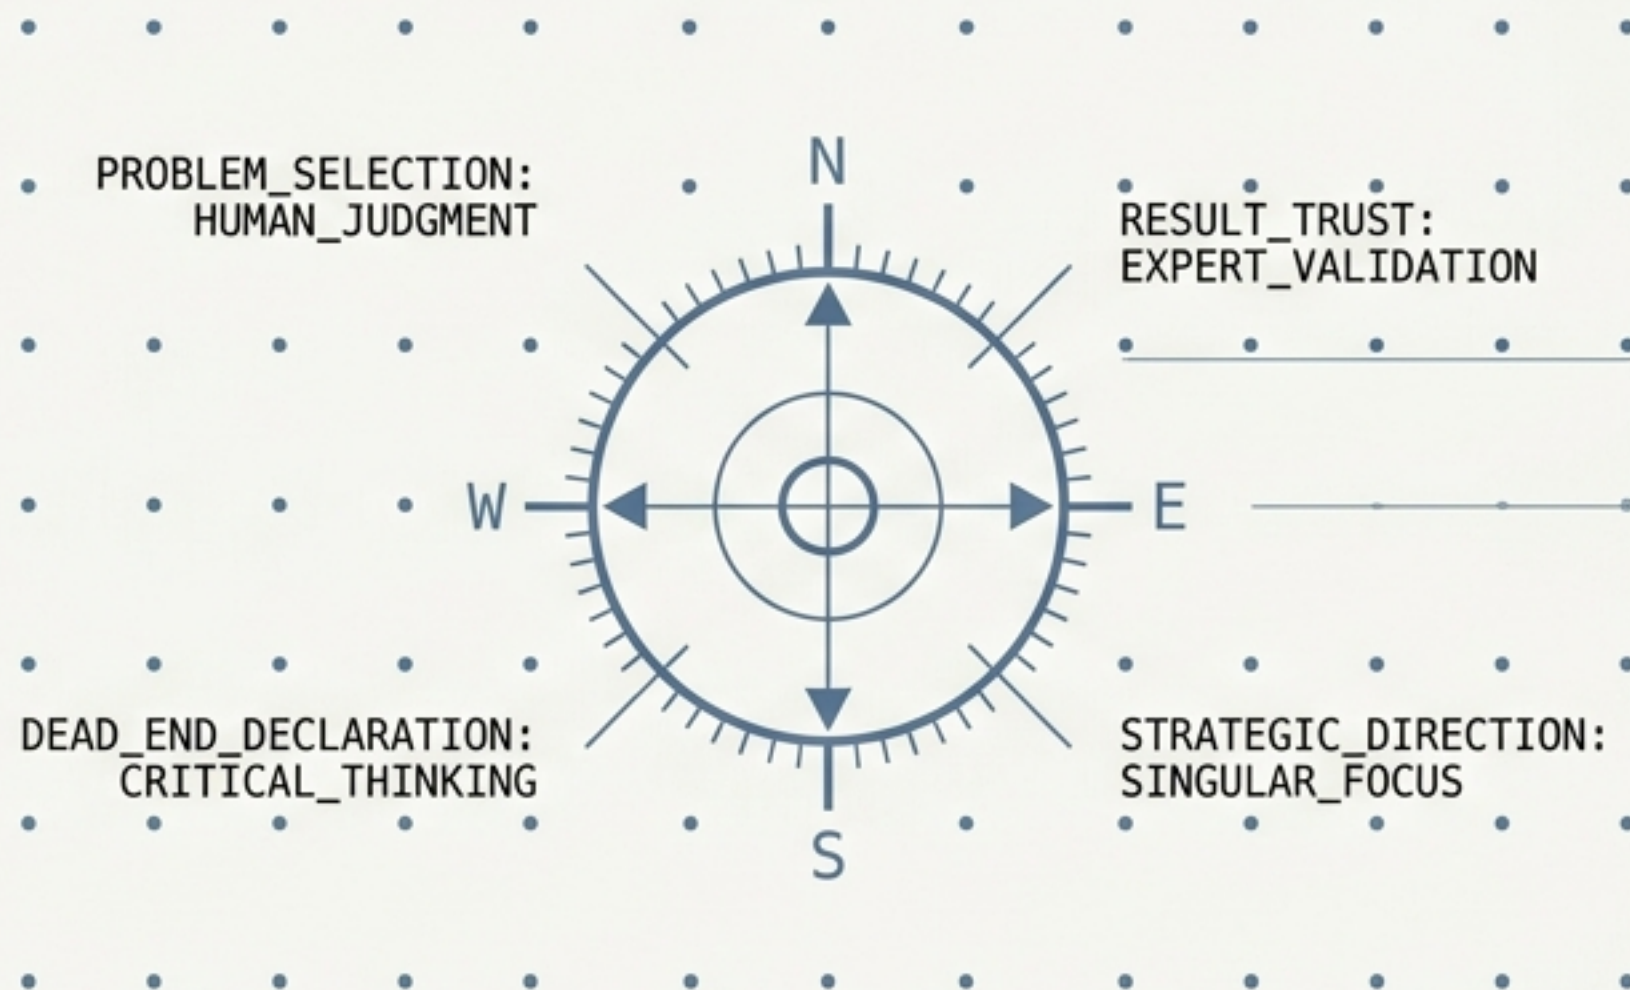 PROBLEM_SELECTION:
HUMAN_JUDGMENT
N
RESULT_TRUST:
EXPERT_VALIDATION
W
E
DEAD_END_DECLARATION:
CRITICAL_THINKING
STRATEGIC_DIRECTION:
SINGULAR_FOCUS
S